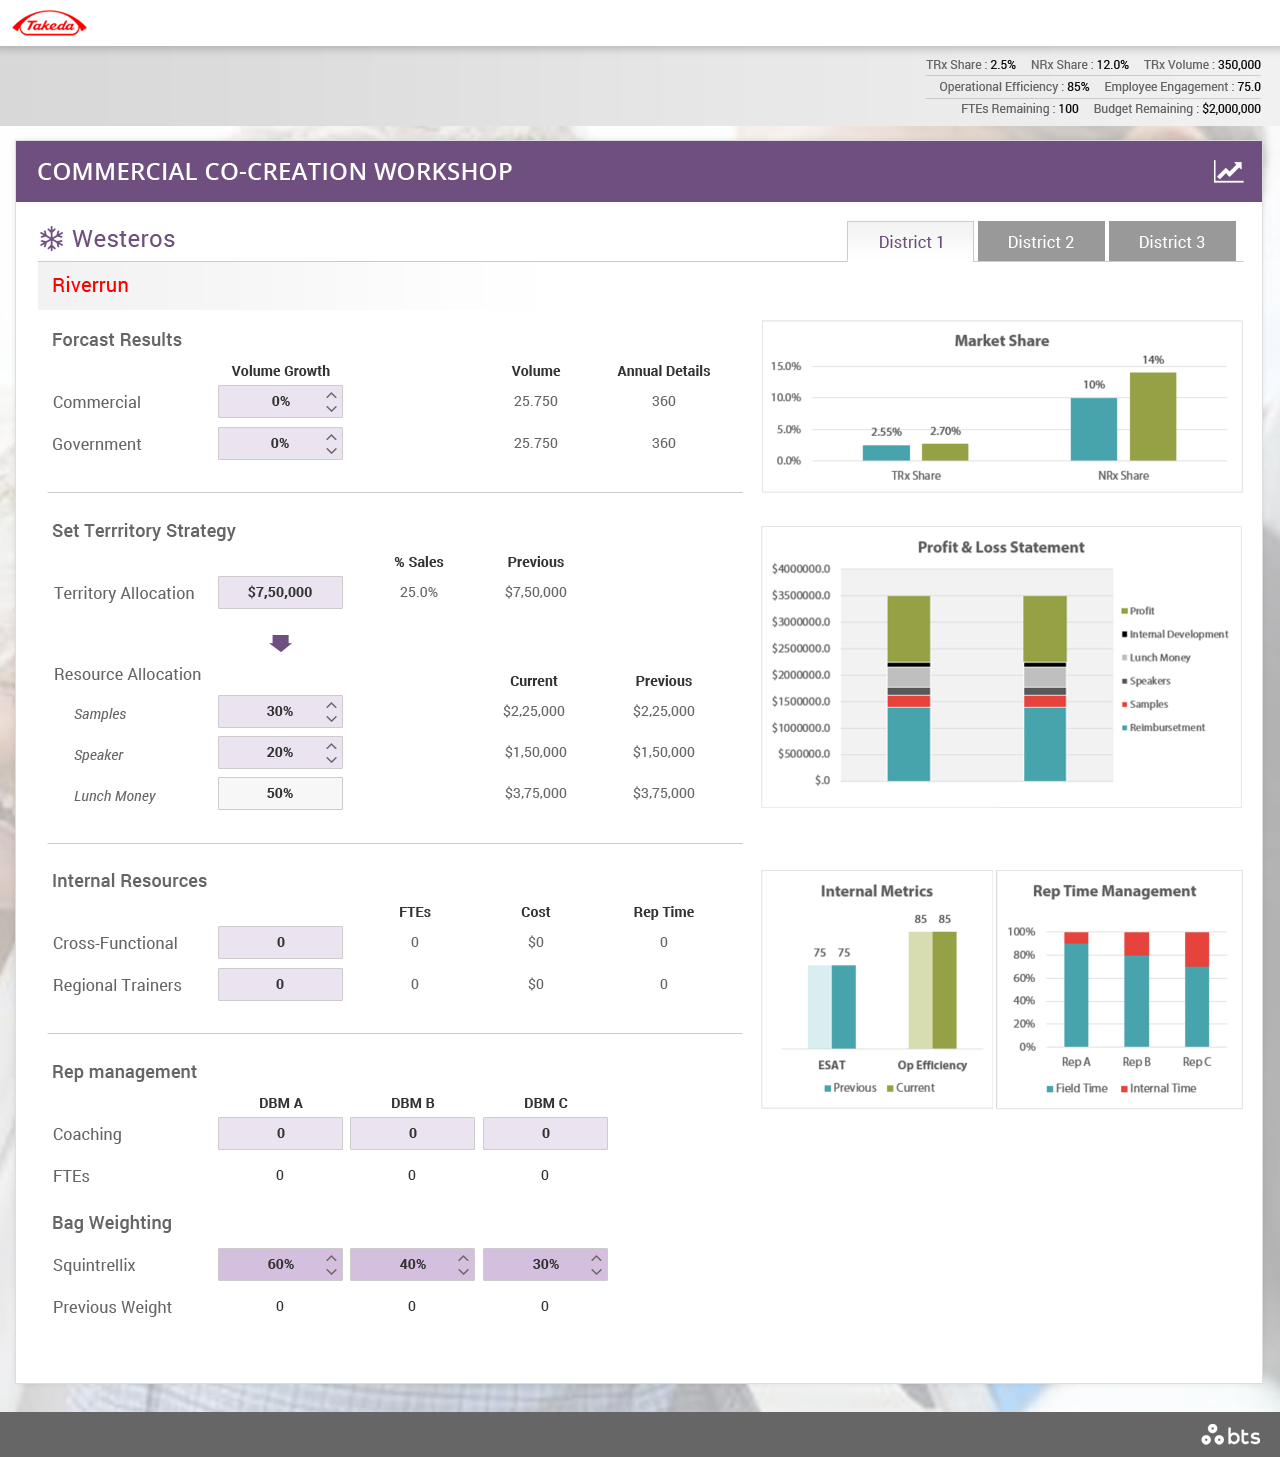 Takeda
TRx Share : 2.5% NRx Share : 12.0% TRx Volume : 350,000
Operational Efficiency : 85% Employee Engagement : 75.0
FTEs Remaining : 100 Budget Remaining : $2,000,000
COMMERCIAL CO-CREATION WORKSHOP
Westeros
District 1 District 2 District 3
Riverrun
Forcast Results
Volume Growth Volume Annual Details
Commercial 0% 25.750 360
Government 0% 25.750 360
Market Share
15.0%
10.0%
5.0%
0.0%
2.55% 2.70% 10% 14%
TRx Share NRx Share
Set Terrritory Strategy
% Sales Previous
Territory Allocation $7,50,000 25.0% $7,50,000
Resource Allocation
Current Previous
Samples 30% $2,25,000 $2,25,000
Speaker 20% $1,50,000 $1,50,000
Lunch Money 50% $3,75,000 $3,75,000
Profit & Loss Statement
$4000000.0
$3500000.0
$3000000.0
$2500000.0
$2000000.0
$1500000.0
$1000000.0
$500000.0
$.0
Profit
Internal Development
Lunch Money
Speakers
Samples
Reimbursetment
Internal Resources
FTEs Cost Rep Time
Cross-Functional 0 0 $0 0
Regional Trainers 0 0 $0 0
Internal Metrics
75 75 85 85
ESAT Op Efficiency
Previous Current
Rep Time Management
100%
80%
60%
40%
20%
0%
Rep A Rep B Rep C
Field Time Internal Time
Rep management
DBM A DBM B DBM C
Coaching 0 0 0
FTEs 0 0 0
Bag Weighting
Squintrellix 60% 40% 30%
Previous Weight 0 0 0
bts